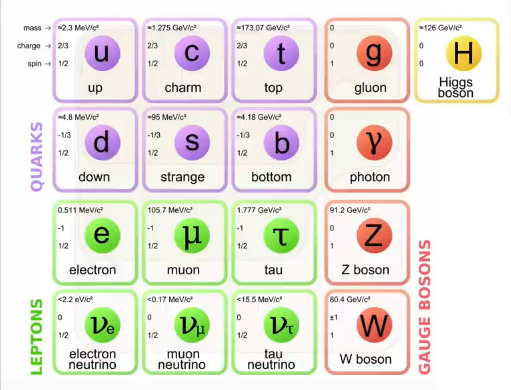 mass →
charge →
spin →
≈2.3 MeV/c²
2/3
1/2
u
up
≈1.275 GeV/c²
2/3
1/2
c
charm
≈173.07 GeV/c²
2/3
1/2
t
top
0
0
1
g
gluon
≈126 GeV/c²
0
0
H
Higgs
boson
QUARKS
≈4.8 MeV/c²
-1/3
1/2
d
down
≈95 MeV/c²
-1/3
1/2
s
strange
≈4.18 GeV/c²
-1/3
1/2
b
bottom
0
0
1
γ
photon
LEPTONS
0.511 MeV/c²
-1
1/2
e
electron
105.7 MeV/c²
-1
1/2
μ
muon
1.777 GeV/c²
-1
1/2
τ
tau
91.2 GeV/c²
0
1
Z
Z boson
GAUGE BOSONS
<2.2 eV/c²
0
1/2
νe
electron
neutrino
<0.17 MeV/c²
0
1/2
νμ
muon
neutrino
<15.5 MeV/c²
0
1/2
ντ
tau
neutrino
80.4 GeV/c²
±1
1
W
W boson